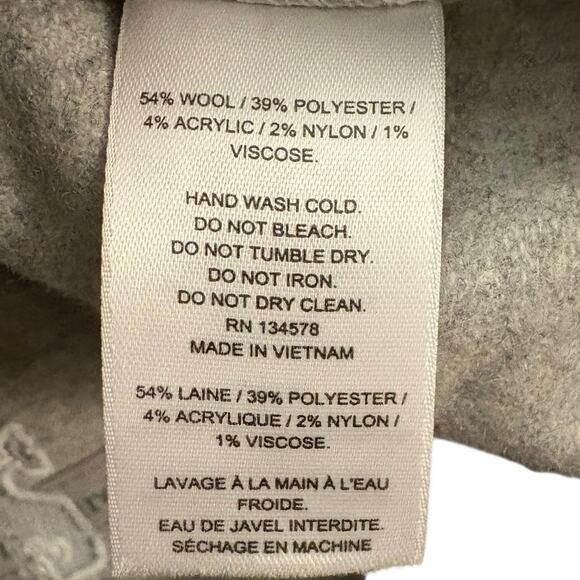 54% WOOL / 39% POLYESTER /
4% ACRYLIC / 2% NYLON / 1%
VISCOSE.
HAND WASH COLD.
DO NOT BLEACH.
DO NOT TUMBLE DRY.
DO NOT IRON.
DO NOT DRY CLEAN.
RN 134578
MADE IN VIETNAM
54% LAINE / 39% POLYESTER /
4% ACRYLIQUE / 2% NYLON /
1% VISCOSE.
LAVAGE À LA MAIN À L'EAU
FROIDE.
EAU DE JAVEL INTERDITE.
SÉCHAGE EN MACHINE